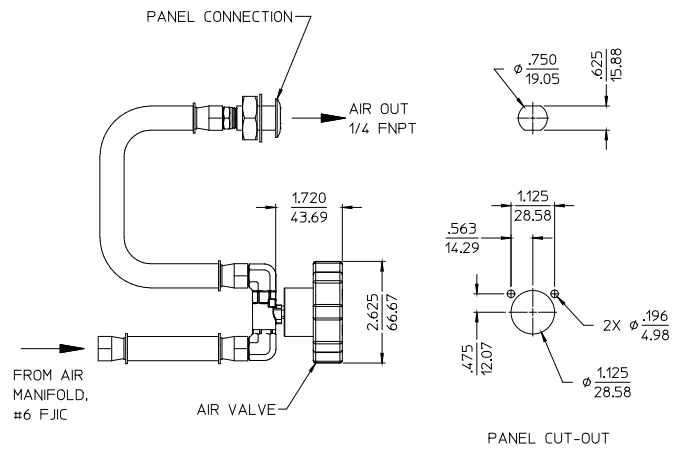 PANEL CONNECTION
AIR OUT
1/4 FNPT
1.720
43.69
2.625
66.67
FROM AIR
MANIFOLD,
#6 FJIC
AIR VALVE
Ø .750
19.05
.625
15.88
1.125
28.58
.563
14.29
2X Ø .196
4.98
.475
12.07
Ø 1.125
28.58
PANEL CUT-OUT